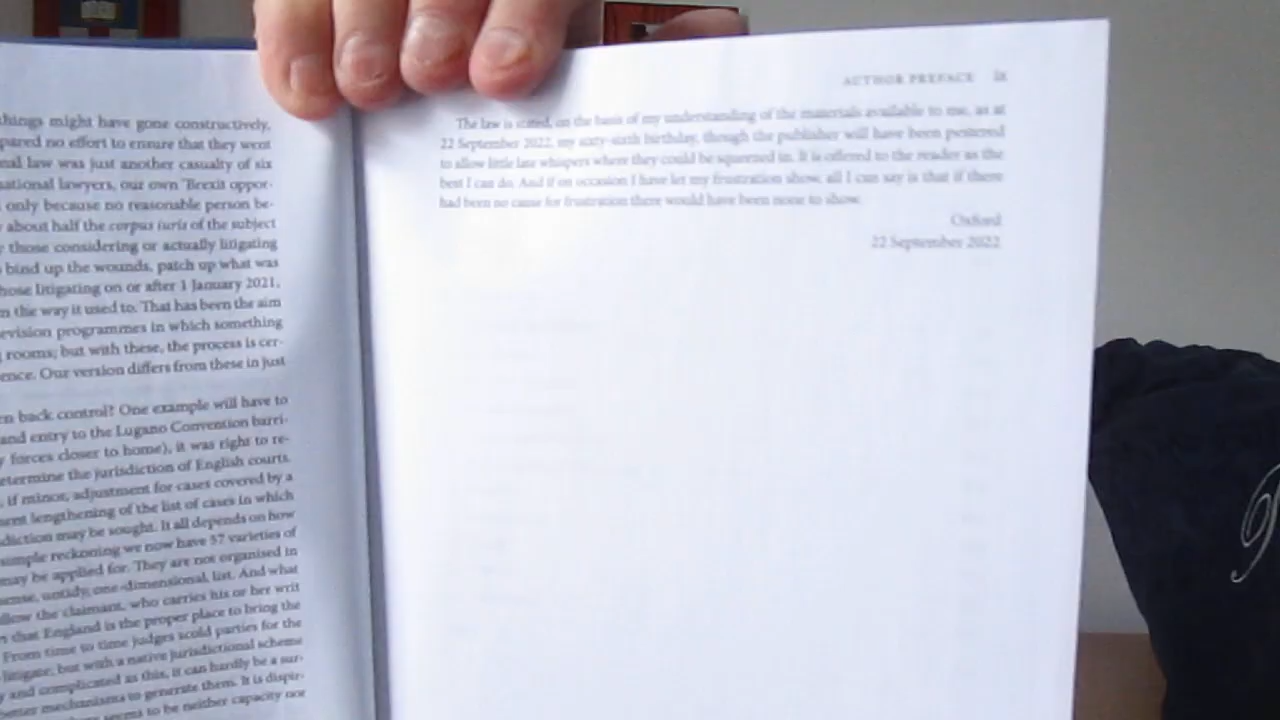 things might have gone constructively,
pared no effort to ensure that they went
nal law was just another casualty of six
national lawyers, our own 'Brexit oppor-
only because no reasonable person be-
about half the corpus iuris of the subject
those considering or actually litigating
bind up the wounds, patch up what was
hose litigating on or after 1 January 2021,
n the way it used to. That has been the aim
evision programmes in which something
rooms; but with these, the process is cer-
ence. Our version differs from these in just
en back control? One example will have to
and entry to the Lugano Convention barri-
forces closer to home), it was right to re-
etermine the jurisdiction of English courts.
, if minor, adjustment for cases covered by a
ment lengthening of the list of cases in which
diction may be sought. It all depends on how
simple reckoning we now have 57 varieties of
may be applied for. They are not organised in
sense, untidy, one-dimensional, list. And what
llow the claimant, who carries his or her writ
that England is the proper place to bring the
From time to time judges scold parties for the
litigate, but with a native jurisdictional scheme
and complicated as this, it can hardly be a sur-
better mechanisms to generate them. It is dispir-
seems to be neither capacity nor
AUTHOR PREFACE ix
The law is stated, on the basis of my understanding of the materials available to me, as at
22 September 2022, my sixty-sixth birthday, though the publisher will have been pestered
to allow little late whispers where they could be squeezed in. It is offered to the reader as the
best I can do. And if on occasion I have let my frustration show, all I can say is that if there
had been no cause for frustration there would have been none to show.
Oxford
22 September 2022